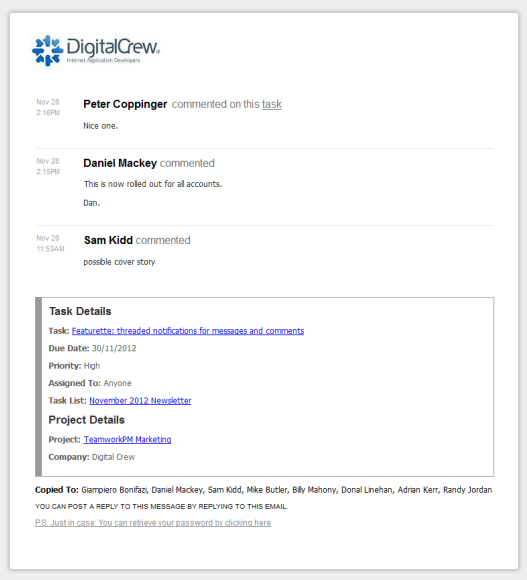 DigitalCrew®
Internet Application Developers
Nov 28
2:16PM
Peter Coppinger commented on this task
Nice one.
Nov 28
2:15PM
Daniel Mackey commented
This is now rolled out for all accounts.
Dan.
Nov 28
11:53AM
Sam Kidd commented
possible cover story
Task Details
Task: Featurette: threaded notifications for messages and comments
Due Date: 30/11/2012
Priority: High
Assigned To: Anyone
Task List: November 2012 Newsletter
Project Details
Project: TeamworkPM Marketing
Company: Digital Crew
Copied To: Giampiero Bonifazi, Daniel Mackey, Sam Kidd, Mike Butler, Billy Mahony, Donal Linehan, Adrian Kerr, Randy Jordan
YOU CAN POST A REPLY TO THIS MESSAGE BY REPLYING TO THIS EMAIL.
P.S. Just in case: You can retrieve your password by clicking here